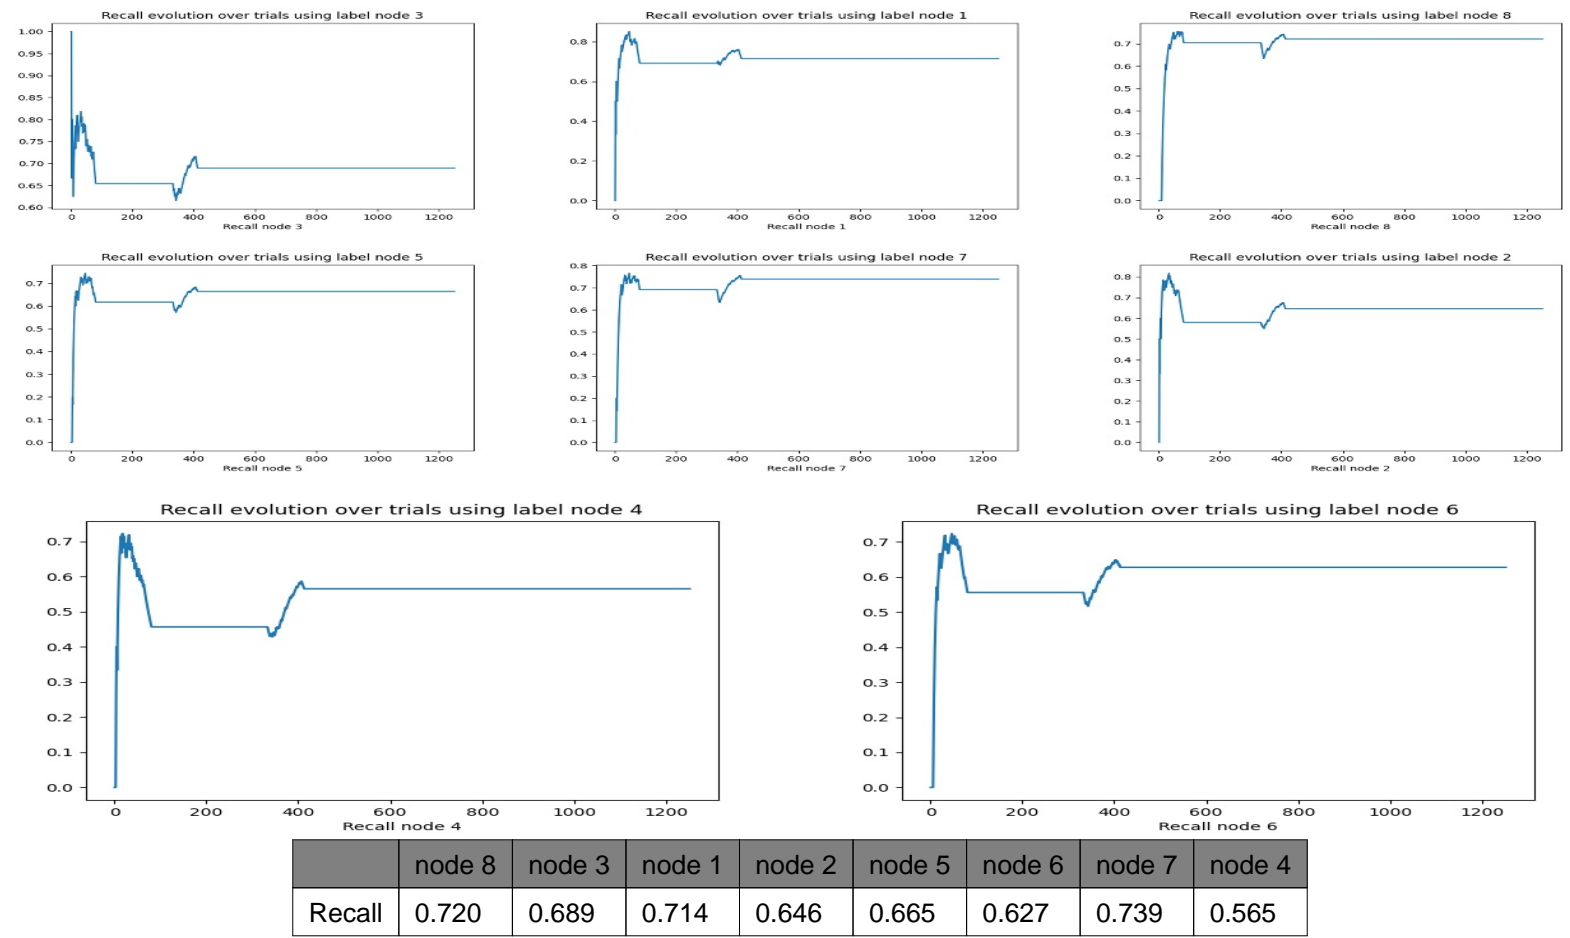 Recall evolution over trials using label node 3
1.00
0.95
0.90
0.85
0.80
0.75
0.70
0.65
0.60
0 200 400 600 800 1000 1200
Recall node 3
Recall evolution over trials using label node 1
0.8
0.6
0.4
0.2
0.0
0 200 400 600 800 1000 1200
Recall node 1
Recall evolution over trials using label node 8
0.7
0.6
0.5
0.4
0.3
0.2
0.1
0.0
0 200 400 600 800 1000 1200
Recall node 8
Recall evolution over trials using label node 5
0.7
0.6
0.5
0.4
0.3
0.2
0.1
0.0
0 200 400 600 800 1000 1200
Recall node 5
Recall evolution over trials using label node 7
0.8
0.7
0.6
0.5
0.4
0.3
0.2
0.1
0.0
0 200 400 600 800 1000 1200
Recall node 7
Recall evolution over trials using label node 2
0.8
0.7
0.6
0.5
0.4
0.3
0.2
0.1
0.0
0 200 400 600 800 1000 1200
Recall node 2
Recall evolution over trials using label node 4
0.7
0.6
0.5
0.4
0.3
0.2
0.1
0.0
0 200 400 600 800 1000 1200
Recall node 4
Recall evolution over trials using label node 6
0.7
0.6
0.5
0.4
0.3
0.2
0.1
0.0
0 200 400 600 800 1000 1200
Recall node 6
node 8 node 3 node 1 node 2 node 5 node 6 node 7 node 4
Recall 0.720 0.689 0.714 0.646 0.665 0.627 0.739 0.565